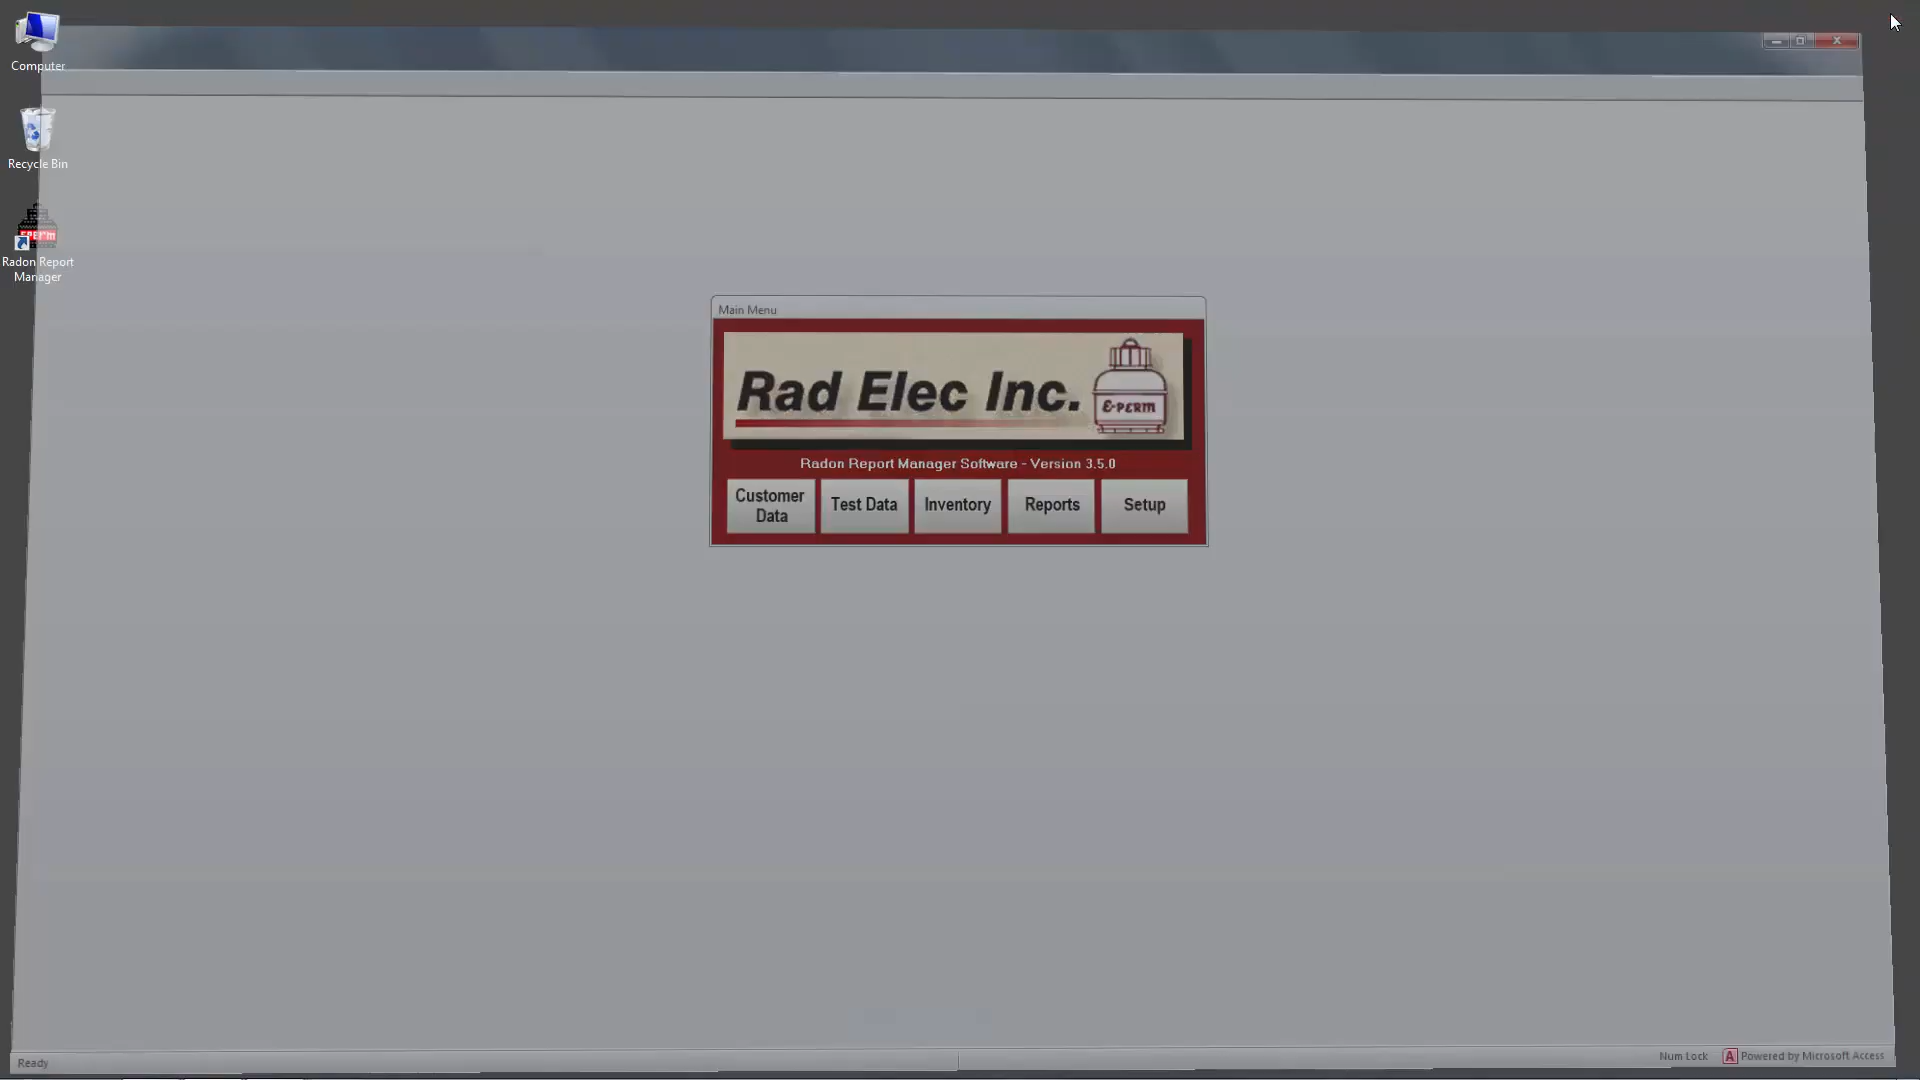 Computer
Recycle Bin
EPERM
Radon Report
Manager
Main Menu
Rad Elec Inc.
E-PERM
Radon Report Manager Software - Version 3.5.0
Customer Data
Test Data
Inventory
Reports
Setup
Ready
Num Lock
A Powered by Microsoft Access